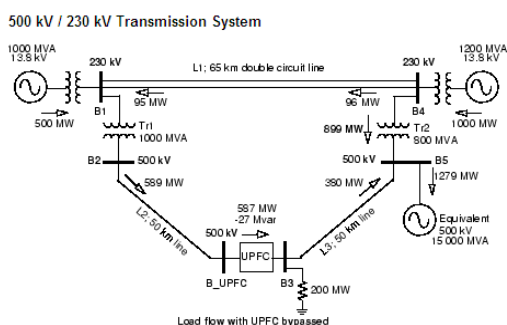 500 kV / 230 kV Transmission System
1000 MVA
13.8 kV
230 kV
L1; 65 km double circuit line
230 kV
1200 MVA
13.8 kV
500 MW
B1
95 MW
96 MW
B4
1000 MW
Tr1
1000 MVA
899 MW
Tr2
800 MVA
B2
500 kV
500 kV
B5
589 MW
380 MW
1279 MW
L2; 50 km line
587 MW
-27 Mvar
500 kV
UPFC
L3; 50 km line
Equivalent
500 kV
15 000 MVA
B_UPFC
B3
200 MW
Load flow with UPFC bypassed